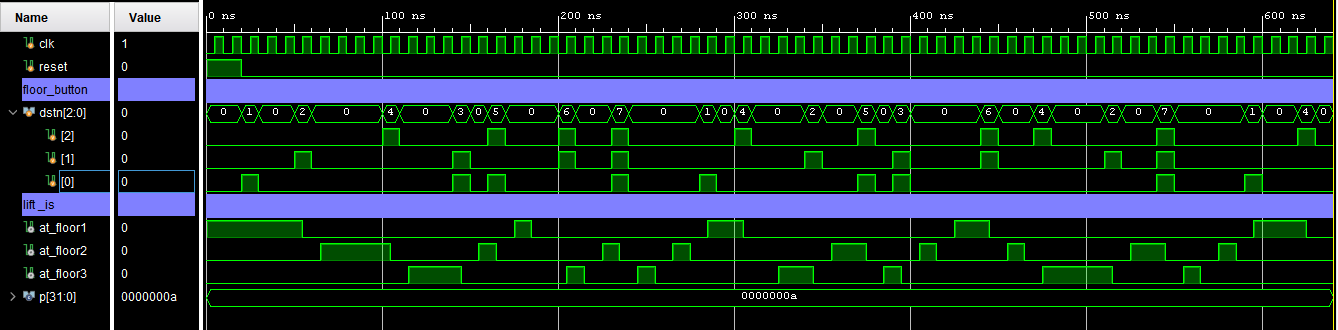 Name Value 0 ns 100 ns 200 ns 300 ns 400 ns 500 ns 600 ns
clk 1
reset 0
floor_button
dstn[2:0] 0 0 1 0 2 0 4 0 3 0 5 0 6 0 7 0 1 0 4 0 2 0 5 0 3 0 6 0 4 0 2 0 7 0 1 0 4 0
[2] 0
[1] 0
[0] 0
lift_is
at_floor1 0
at_floor2 0
at_floor3 0
p[31:0] 0000000a 0000000a